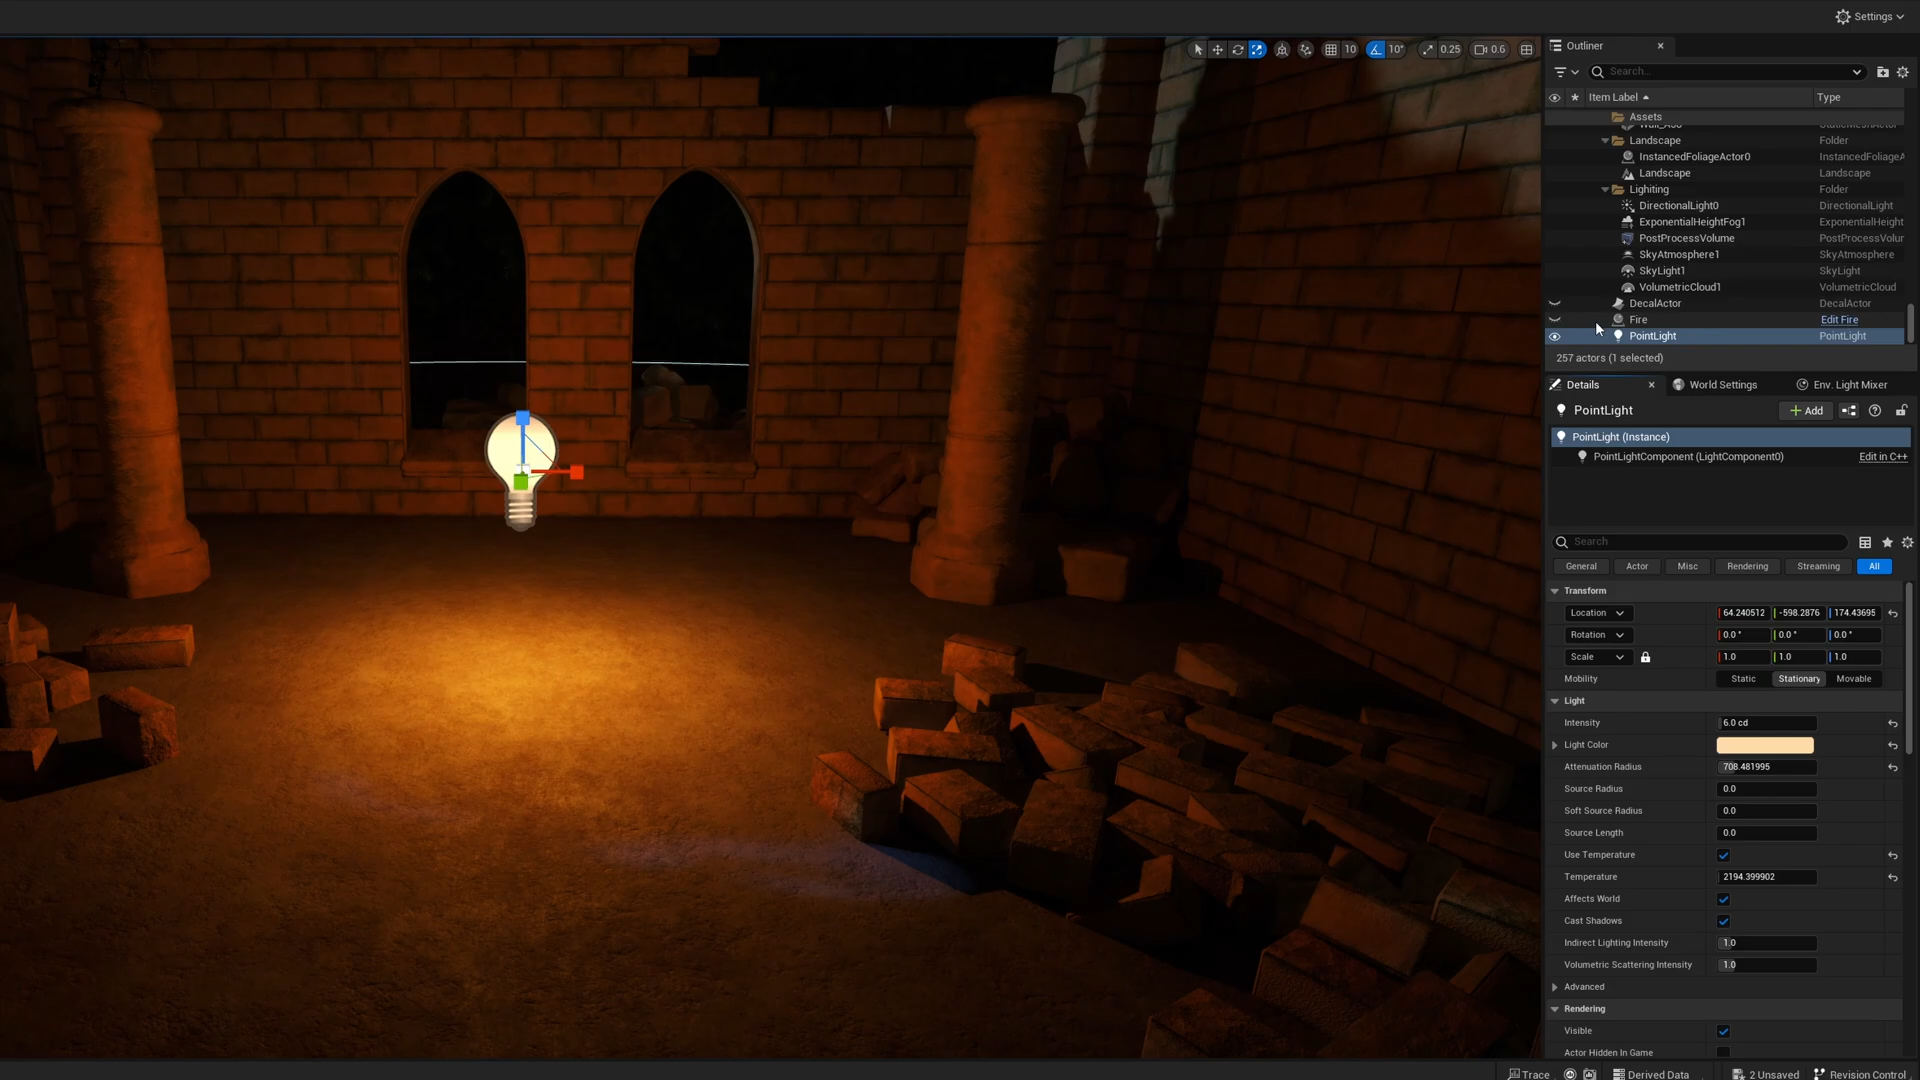 Settings
10
10°
0.25
0.6
Outliner
Search...
Item Label
Type
Assets
Landscape Folder
InstancedFoliageActor0 InstancedFoliageA
Landscape Landscape
Lighting Folder
DirectionalLight0 DirectionalLight
ExponentialHeightFog1 ExponentialHeight
PostProcessVolume PostProcessVolur
SkyAtmosphere1 SkyAtmosphere
SkyLight1 SkyLight
VolumetricCloud1 VolumetricCloud
DecalActor DecalActor
Fire Edit Fire
PointLight PointLight
257 actors (1 selected)
Details
World Settings
Env. Light Mixer
PointLight
Add
PointLight (Instance)
PointLightComponent (LightComponent0) Edit in C++
Search
General Actor Misc Rendering Streaming All
Transform
Location 64.240512 -598.2876 174.43695
Rotation 0.0 ° 0.0 ° 0.0 °
Scale 1.0 1.0 1.0
Mobility Static Stationary Movable
Light
Intensity 6.0 cd
Light Color
Attenuation Radius 708.481995
Source Radius 0.0
Soft Source Radius 0.0
Source Length 0.0
Use Temperature
Temperature 2194.399902
Affects World
Cast Shadows
Indirect Lighting Intensity 1.0
Volumetric Scattering Intensity 1.0
Advanced
Rendering
Visible
Actor Hidden In Game
Trace
Derived Data
2 Unsaved
Revision Control